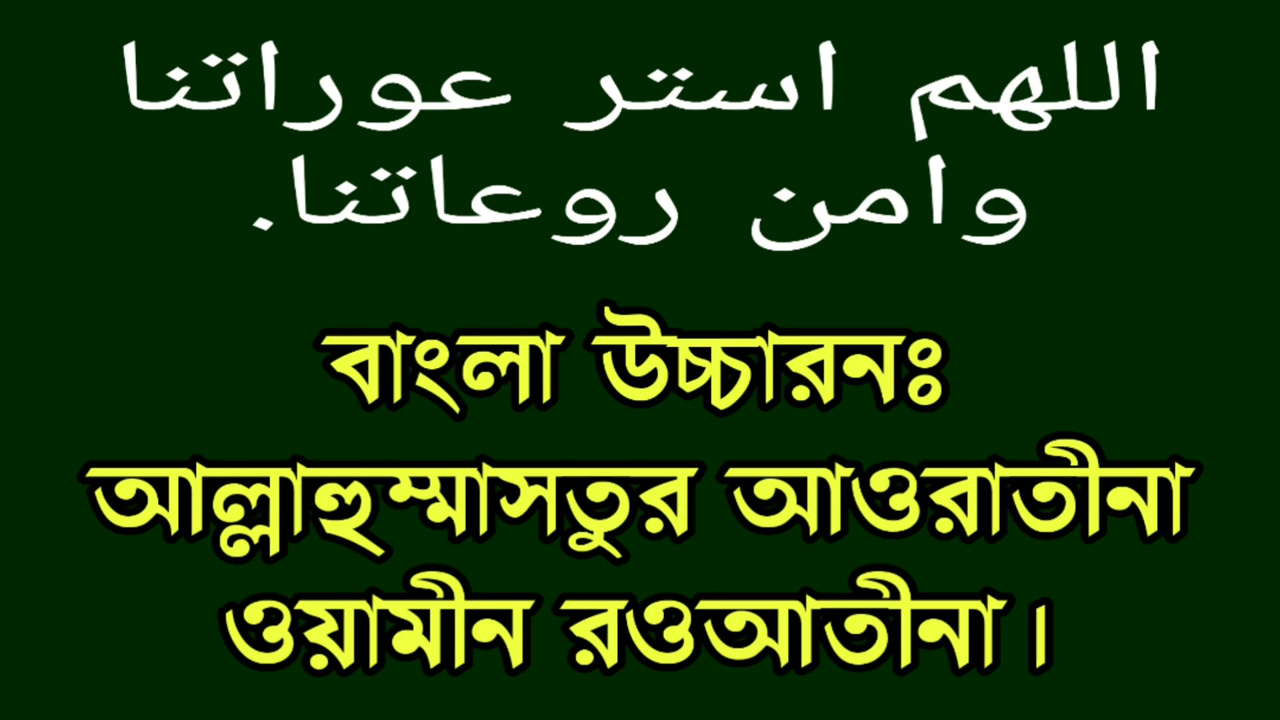 اللهم استر عوراتنا
وامن روعاتنا.
বাংলা উচ্চারনঃ
আল্লাহুম্মাসতুর আওরাতীনা
ওয়ামীন রওআতীনা।